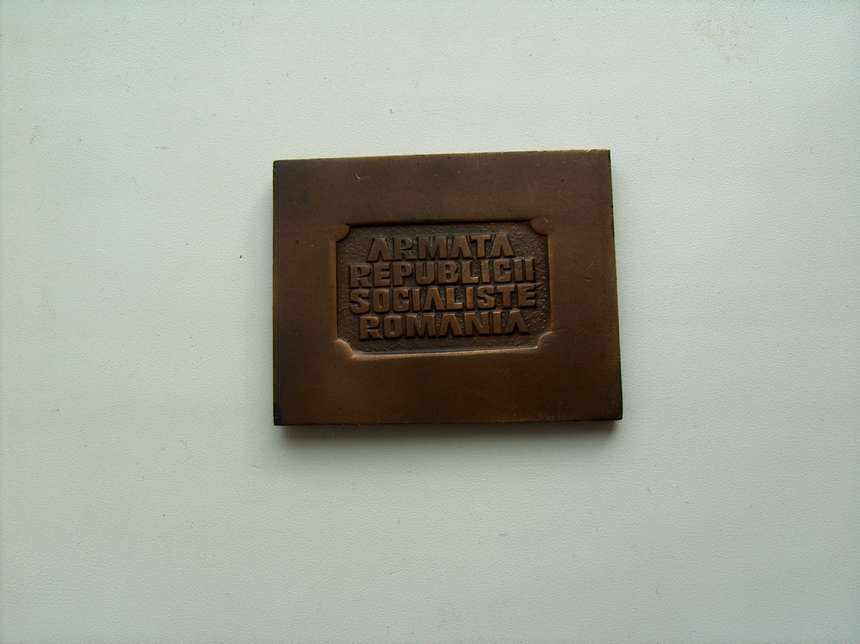 ARMATA
REPUBLICII
SOCIALISTE
ROMANIA